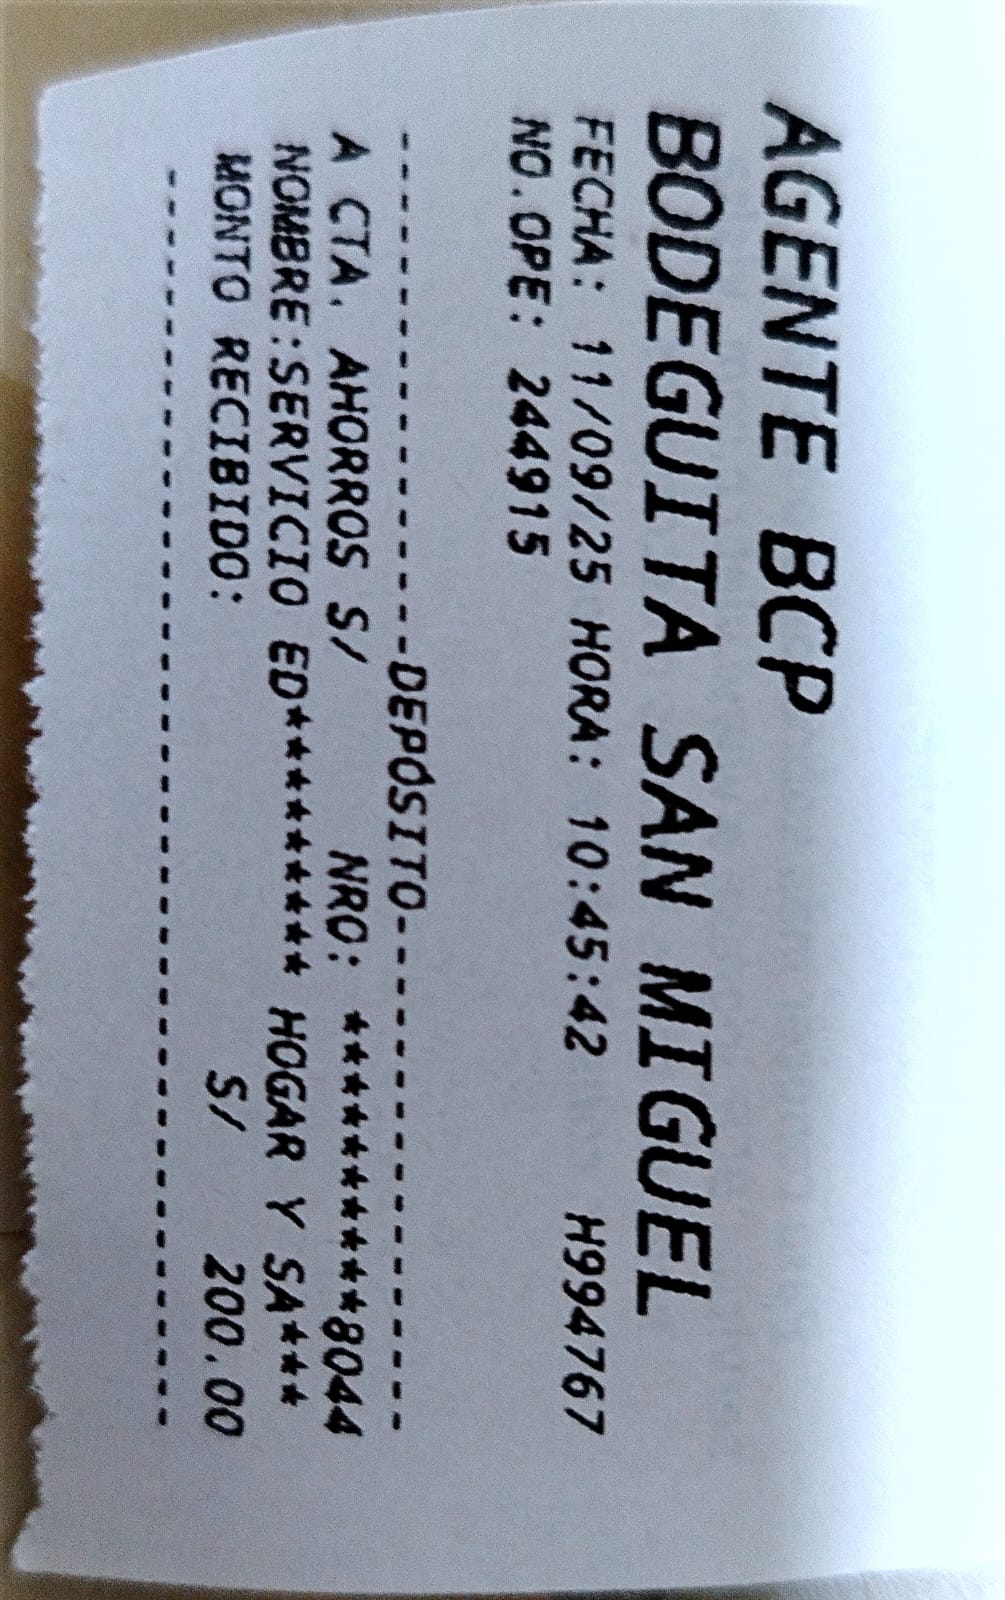 AGENTE BCP
BODEGUITA SAN MIGUEL
FECHA: 11/09/25 HORA: 10:45:42 H994767
NO.OPE: 244915
-------------------DEPOSITO-------------------
A CTA. AHORROS S/ NRO: **********8044
NOMBRE:SERVICIO ED********** HOGAR Y SA***
MONTO RECIBIDO: S/ 200.00
----------------------------------------------